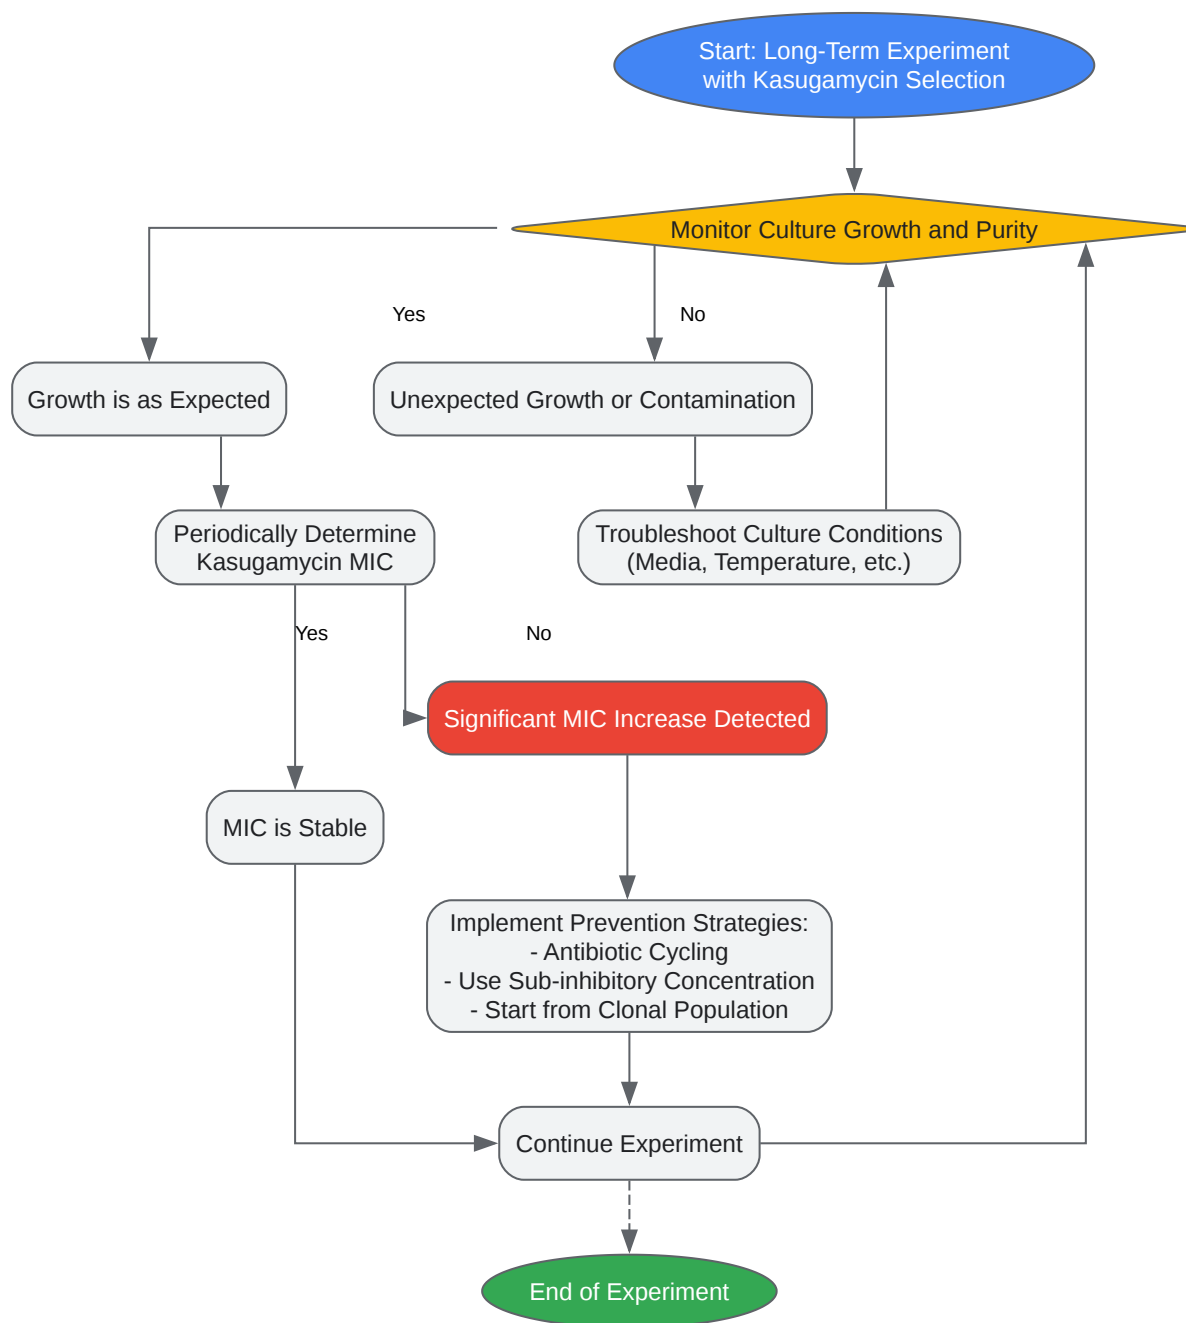 Start: Long-Term Experiment
with Kasugamycin Selection
Monitor Culture Growth and Purity
Yes
No
Growth is as Expected
Unexpected Growth or Contamination
Periodically Determine
Kasugamycin MIC
Troubleshoot Culture Conditions
(Media, Temperature, etc.)
Yes
No
Significant MIC Increase Detected
MIC is Stable
Implement Prevention Strategies:
- Antibiotic Cycling
- Use Sub-inhibitory Concentration
- Start from Clonal Population
Continue Experiment
End of Experiment